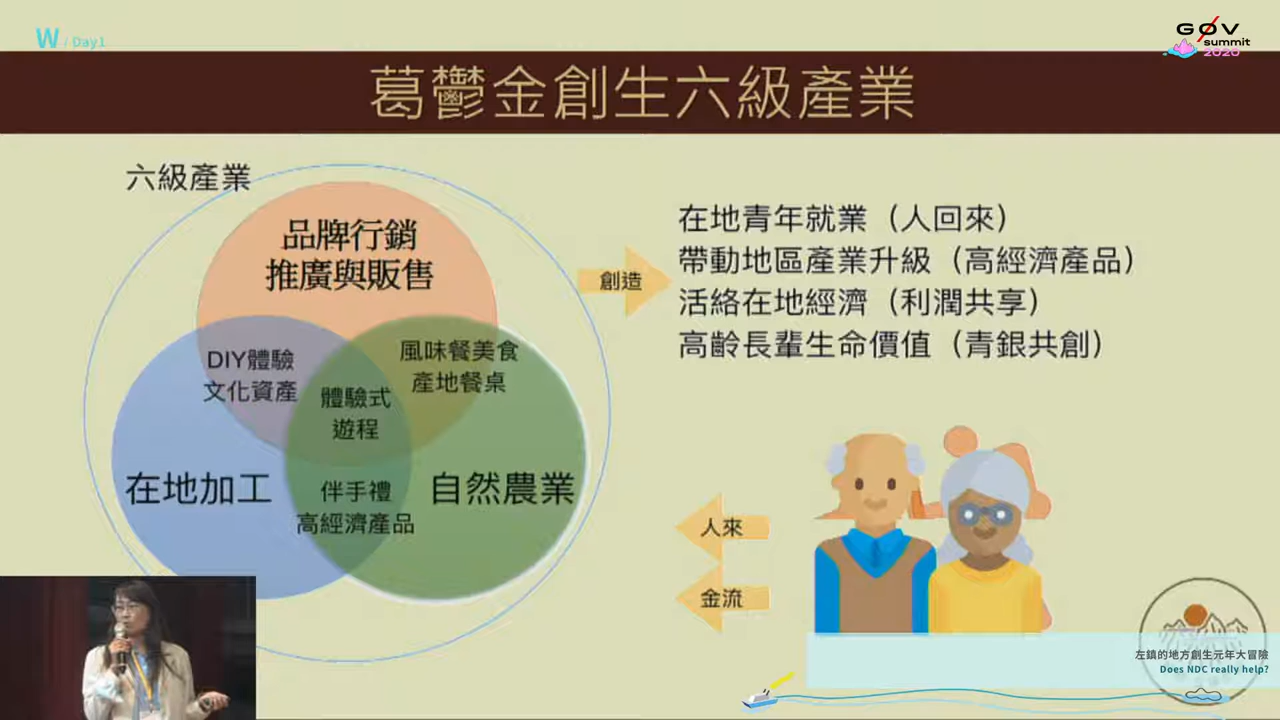 W / Day1
GØV
summit
2020
葛鬱金創生六級產業
六級產業
品牌行銷
推廣與販售
DIY體驗
文化資產
風味餐美食
產地餐桌
體驗式
遊程
在地加工
伴手禮
高經濟產品
自然農業
創造
在地青年就業（人回來）
帶動地區產業升級（高經濟產品）
活絡在地經濟（利潤共享）
高齡長輩生命價值（青銀共創）
人來
金流
左鎮的地方創生元年大冒險
Does NDC really help?